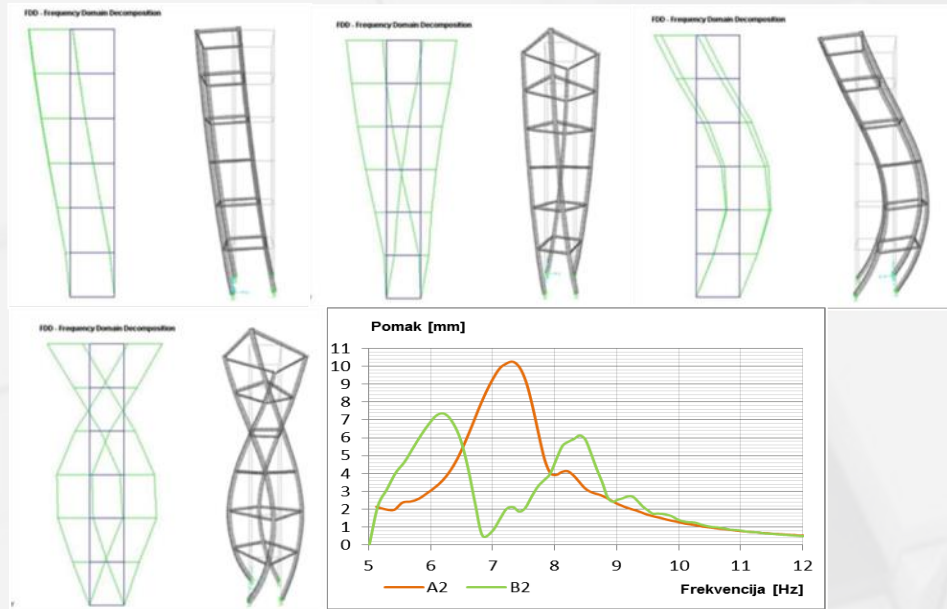 FDD - Frequency Domain Decomposition
FDD - Frequency Domain Decomposition
FDD - Frequency Domain Decomposition
FDD - Frequency Domain Decomposition
Pomak [mm]
11
10
9
8
7
6
5
4
3
2
1
0
5 6 7 8 9 10 11 12
A2 B2 Frekvencija [Hz]